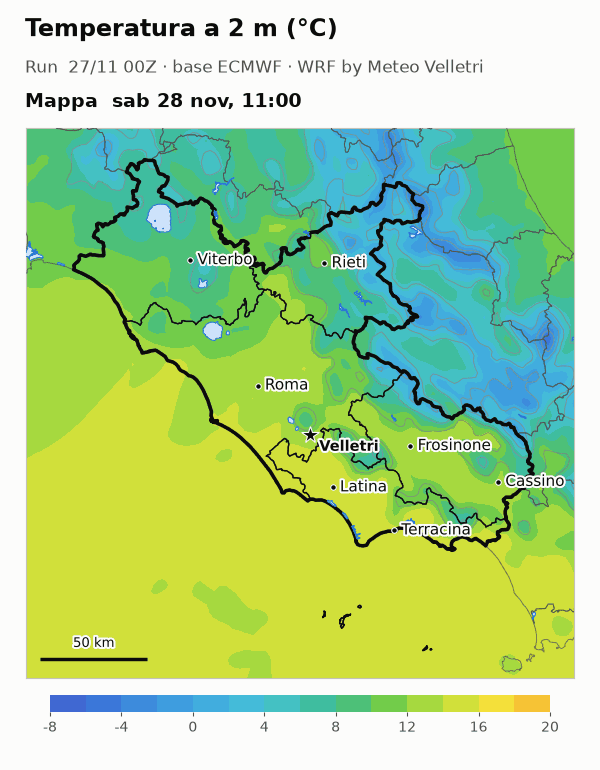 Temperatura a 2 m (°C)
Run 27/11 00Z · base ECMWF · WRF by Meteo Velletri
Mappa sab 28 nov, 11:00
Viterbo
Rieti
Roma
Velletri
Frosinone
Cassino
Latina
Terracina
50 km
-8 -4 0 4 8 12 16 20